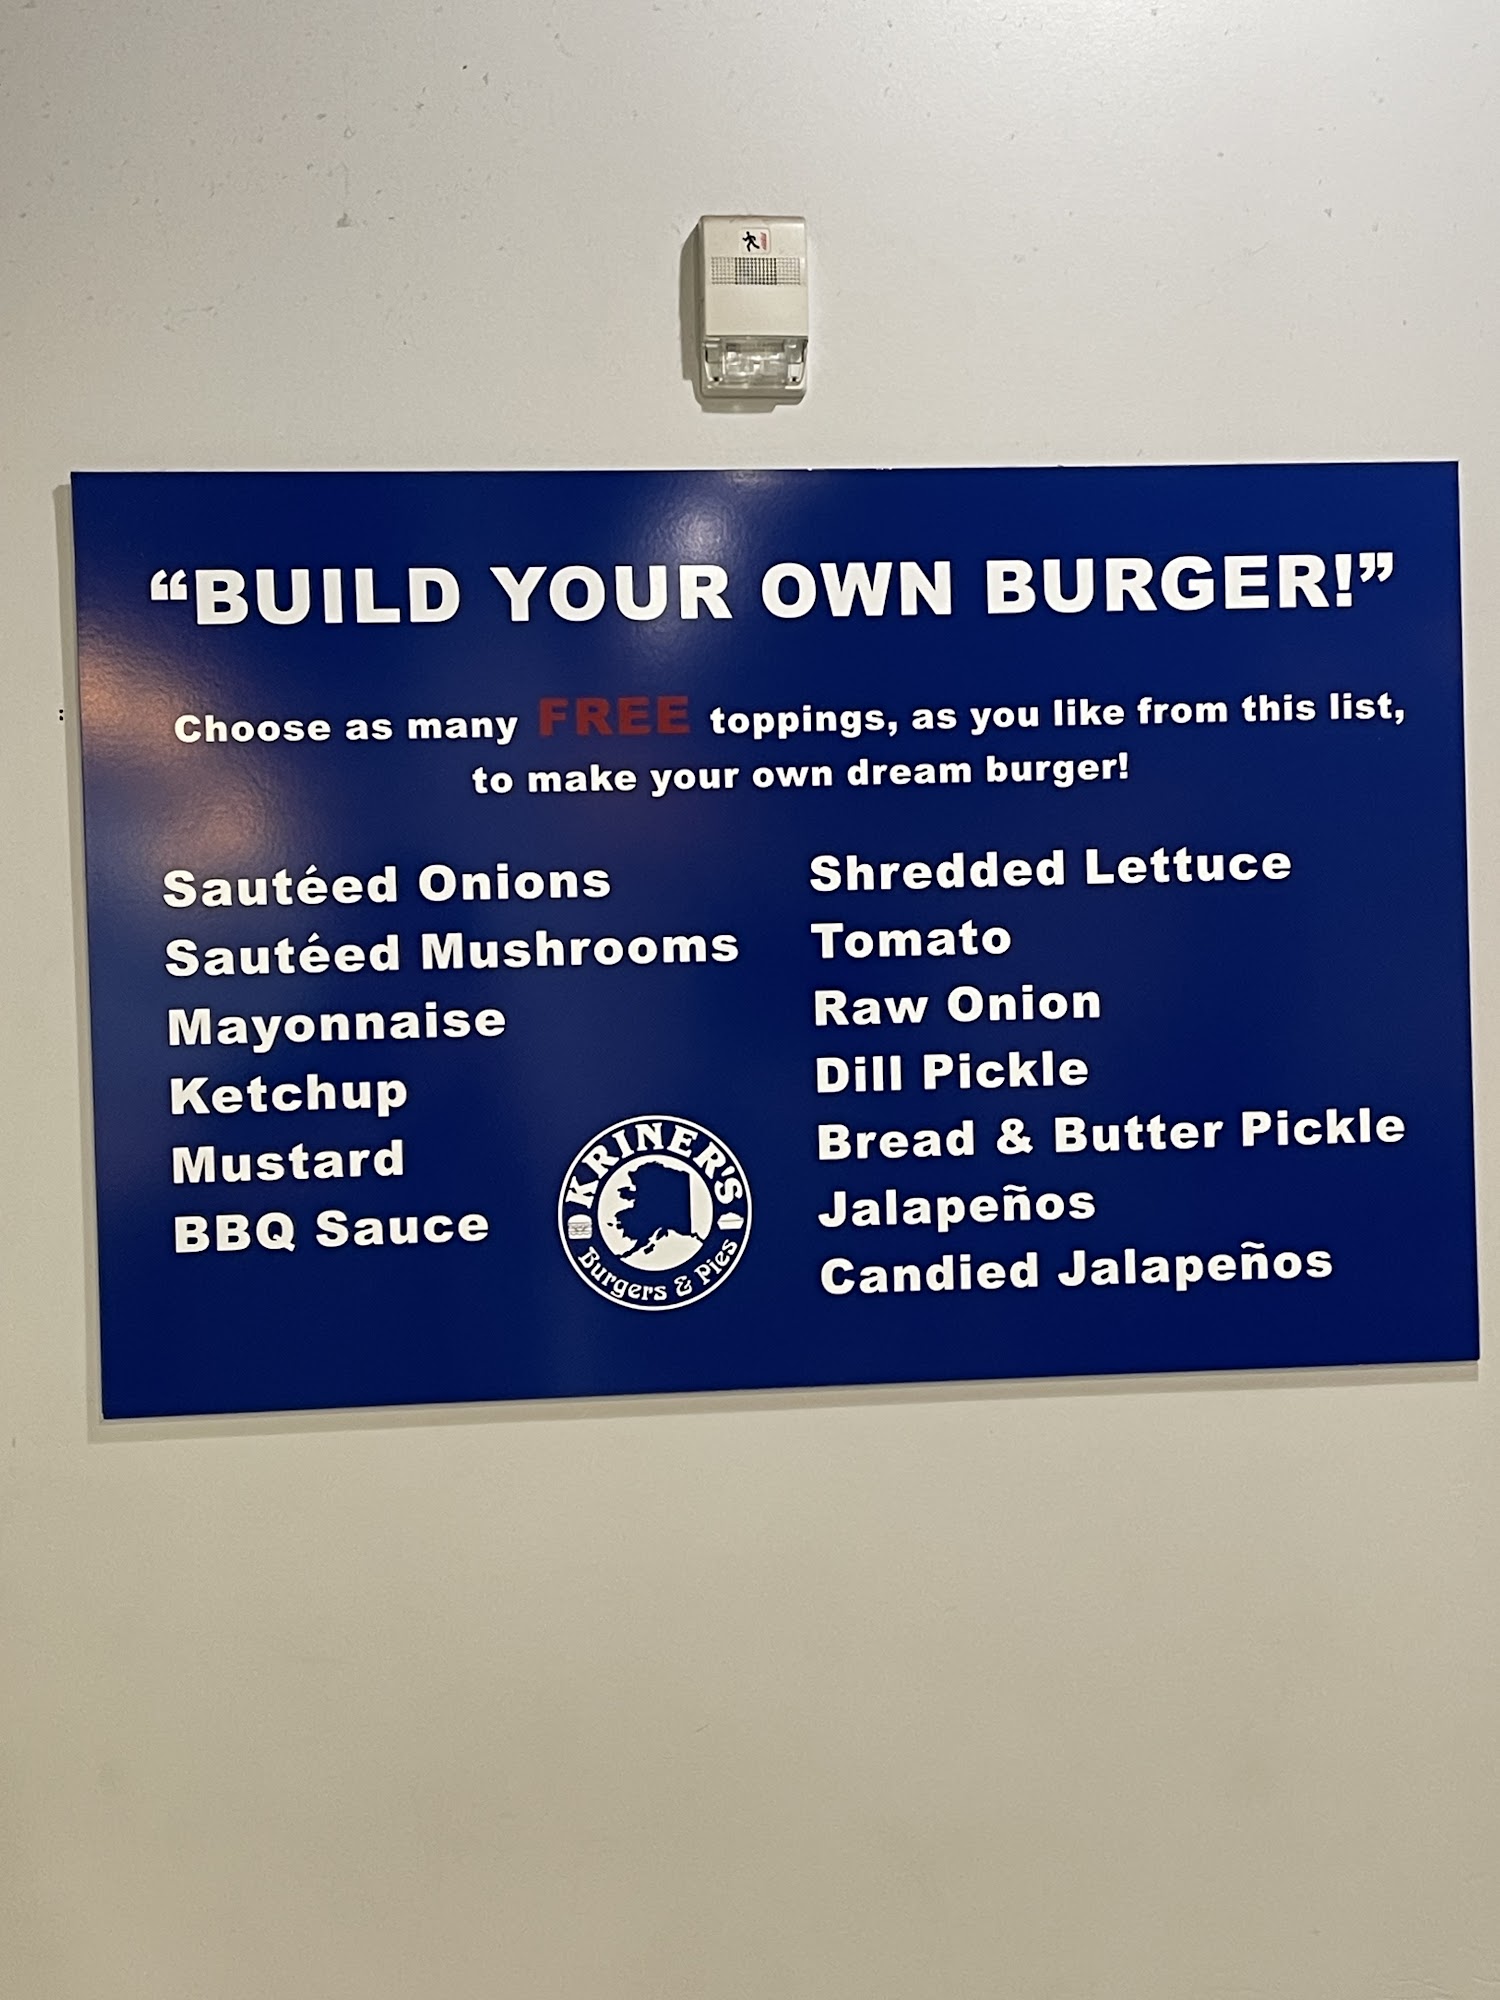 “BUILD YOUR OWN BURGER!”
Choose as many FREE toppings, as you like from this list,
to make your own dream burger!
Sautéed Onions
Sautéed Mushrooms
Mayonnaise
Ketchup
Mustard
BBQ Sauce
Shredded Lettuce
Tomato
Raw Onion
Dill Pickle
Bread & Butter Pickle
Jalapeños
Candied Jalapeños
KRINER'S
Burgers & Pies